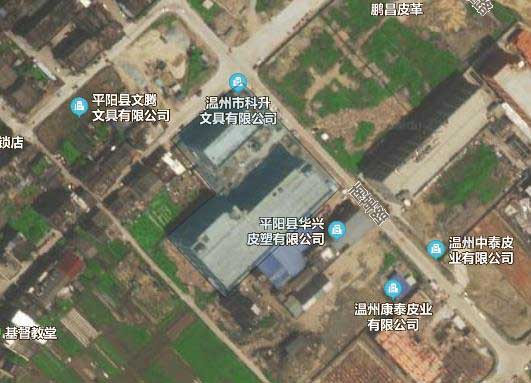 鹏昌皮革
平阳县文腾
文具有限公司
温州市科升
文具有限公司
锁店
平阳县华兴
皮塑有限公司
温州中泰皮
业有限公司
温州康泰皮业
有限公司
基督教堂